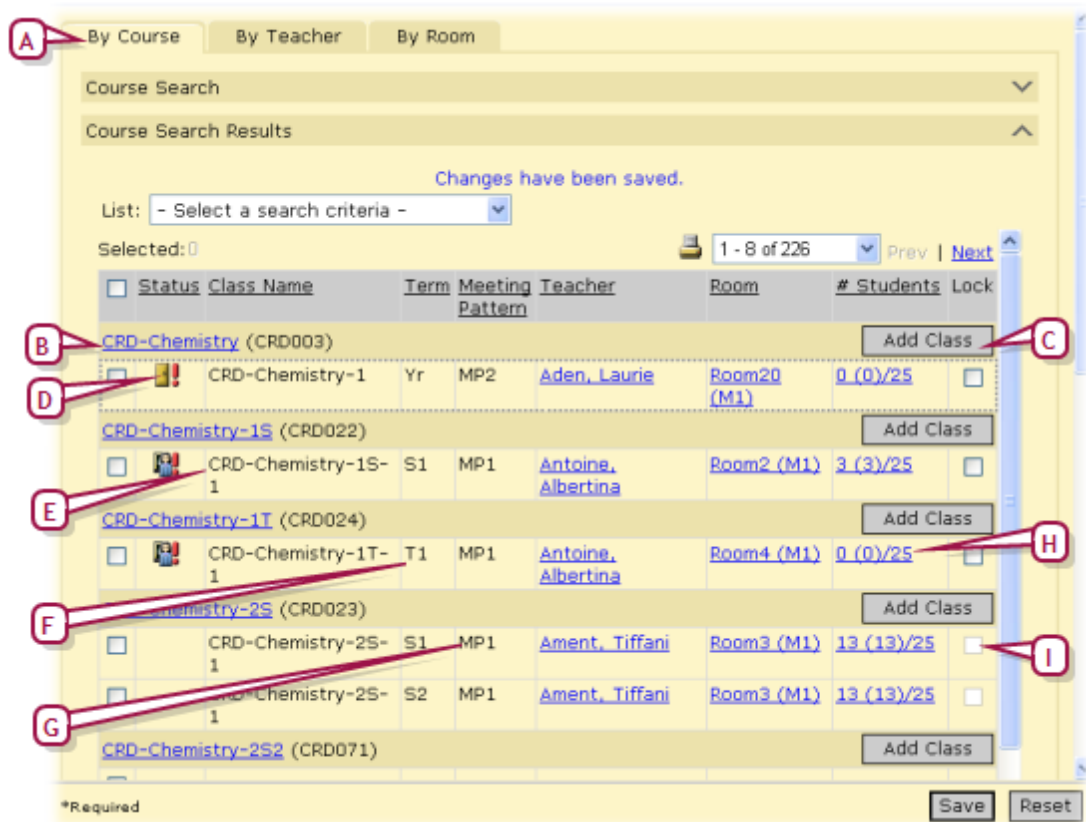 A
By Course By Teacher By Room
Course Search
Course Search Results
Changes have been saved.
List: - Select a search criteria -
Selected: 0 1 - 8 of 226 Prev | Next
Status Class Name Term Meeting Pattern Teacher Room # Students Lock
B CRD-Chemistry (CRD003) Add Class C
D CRD-Chemistry-1 Yr MP2 Aden, Laurie Room20 (M1) 0 (0)/25
CRD-Chemistry-1S (CRD022) Add Class
E CRD-Chemistry-1S-1 S1 MP1 Antoine, Albertina Room2 (M1) 3 (3)/25
CRD-Chemistry-1T (CRD024) Add Class
F CRD-Chemistry-1T-1 T1 MP1 Antoine, Albertina Room4 (M1) 0 (0)/25 H
emistry-2S (CRD023) Add Class
CRD-Chemistry-2S-1 S1 MP1 Ament, Tiffani Room3 (M1) 13 (13)/25 I
G -Chemistry-2S-1 S2 MP1 Ament, Tiffani Room3 (M1) 13 (13)/25
CRD-Chemistry-2S2 (CRD071) Add Class
*Required Save Reset